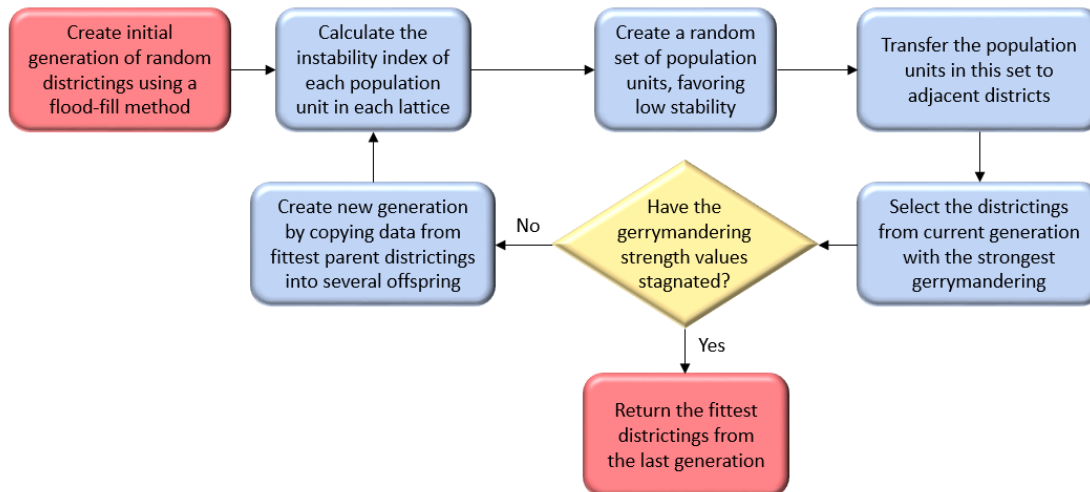 Create initial
generation of random
districtings using a
flood-fill method
Calculate the
instability index of
each population
unit in each lattice
Create a random
set of population
units, favoring
low stability
Transfer the population
units in this set to
adjacent districts
Select the districtings
from current generation
with the strongest
gerrymandering
Have the
gerrymandering
strength values
stagnated?
No
Create new generation
by copying data from
fittest parent districtings
into several offspring
Yes
Return the fittest
districtings from
the last generation